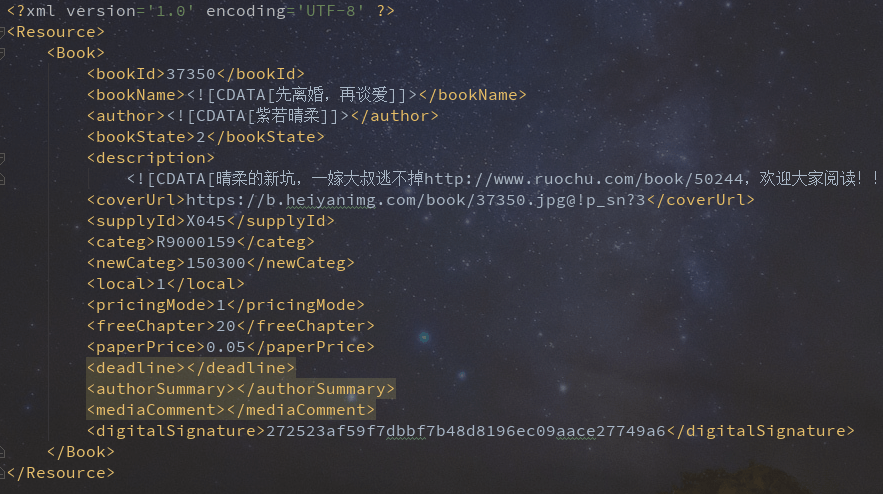 <?xml version='1.0' encoding='UTF-8' ?>
<Resource>
<Book>
<bookId>37350</bookId>
<bookName><![CDATA[先离婚，再谈爱]]></bookName>
<author><![CDATA[紫若晴柔]]></author>
<bookState>2</bookState>
<description>
<![CDATA[晴柔的新坑，一嫁大叔逃不掉http://www.ruochu.com/book/50244，欢迎大家阅读！！
<coverUrl>https://b.heiyanimg.com/book/37350.jpg@!p_sn?3</coverUrl>
<supplyId>X045</supplyId>
<categ>R9000159</categ>
<newCateg>150300</newCateg>
<local>1</local>
<pricingMode>1</pricingMode>
<freeChapter>20</freeChapter>
<paperPrice>0.05</paperPrice>
<deadline></deadline>
<authorSummary></authorSummary>
<mediaComment></mediaComment>
<digitalSignature>272523af59f7dbbf7b48d8196ec09aace27749a6</digitalSignature>
</Book>
</Resource>